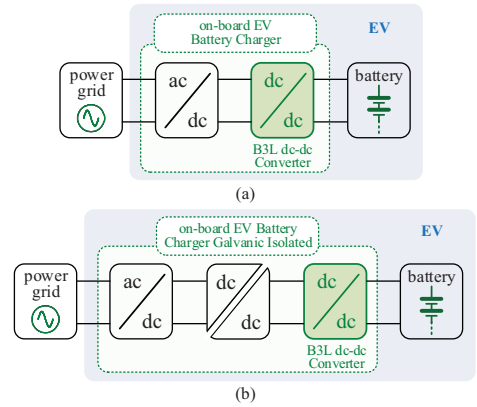 on-board EV
Battery Charger
EV
power
grid
ac
dc
dc
dc
battery
B3L dc-dc
Converter
(a)
on-board EV Battery
Charger Galvanic Isolated
EV
power
grid
ac
dc
dc
dc
dc
dc
battery
B3L dc-dc
Converter
(b)